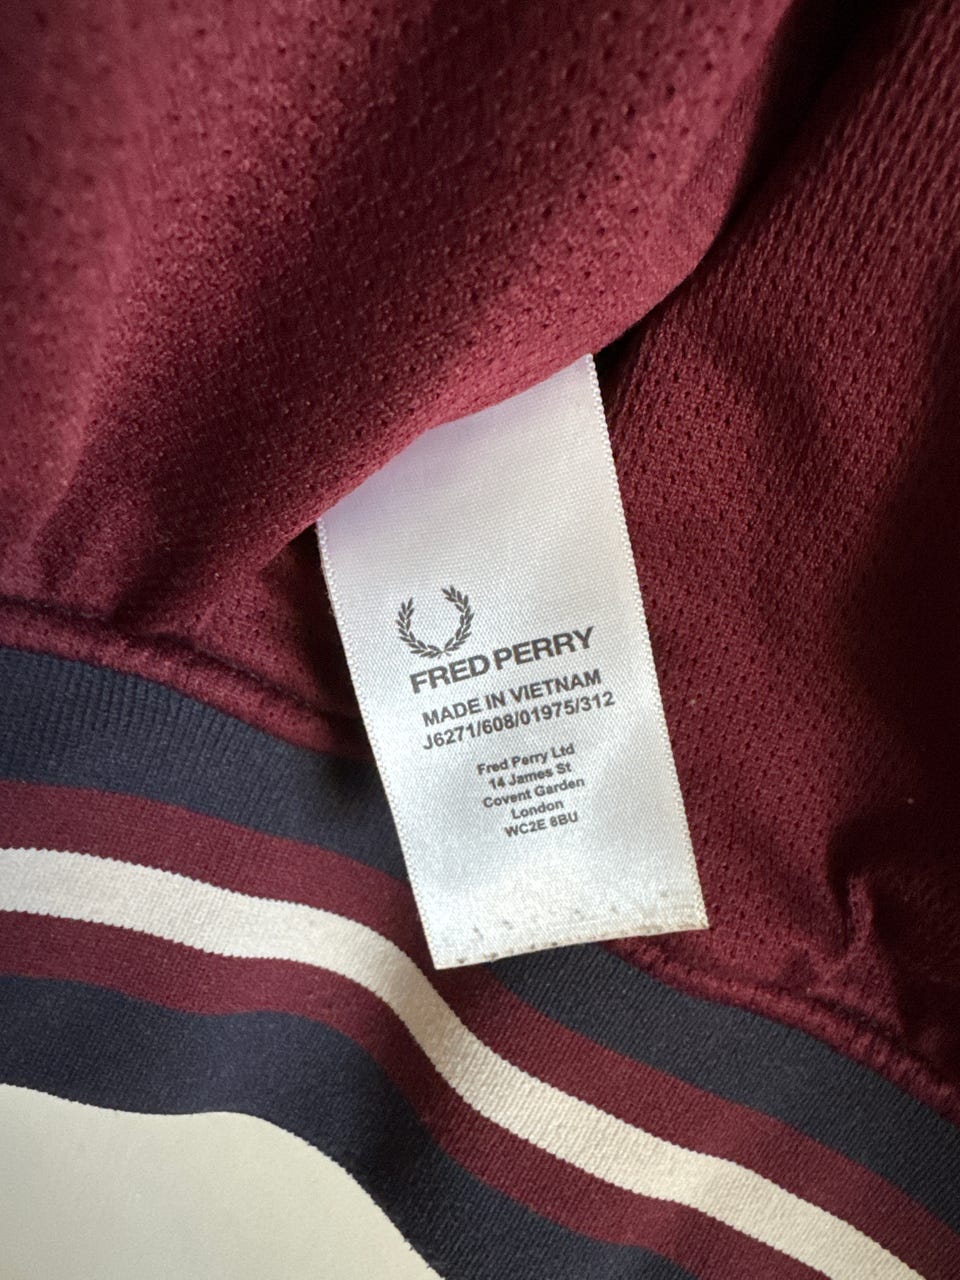 FRED PERRY
MADE IN VIETNAM
J6271/608/01975/312
Fred Perry Ltd
14 James St
Covent Garden
London
WC2E 8BU